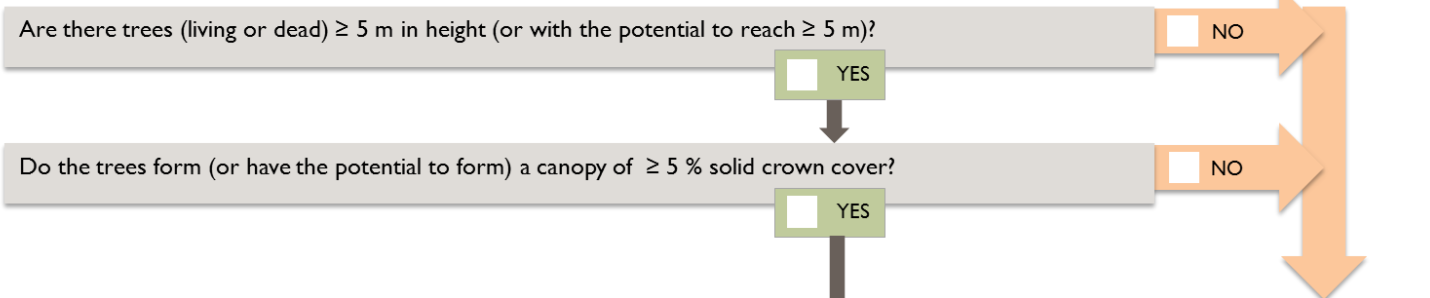 Are there trees (living or dead) ≥ 5 m in height (or with the potential to reach ≥ 5 m)?
NO
YES
Do the trees form (or have the potential to form) a canopy of ≥ 5 % solid crown cover?
NO
YES